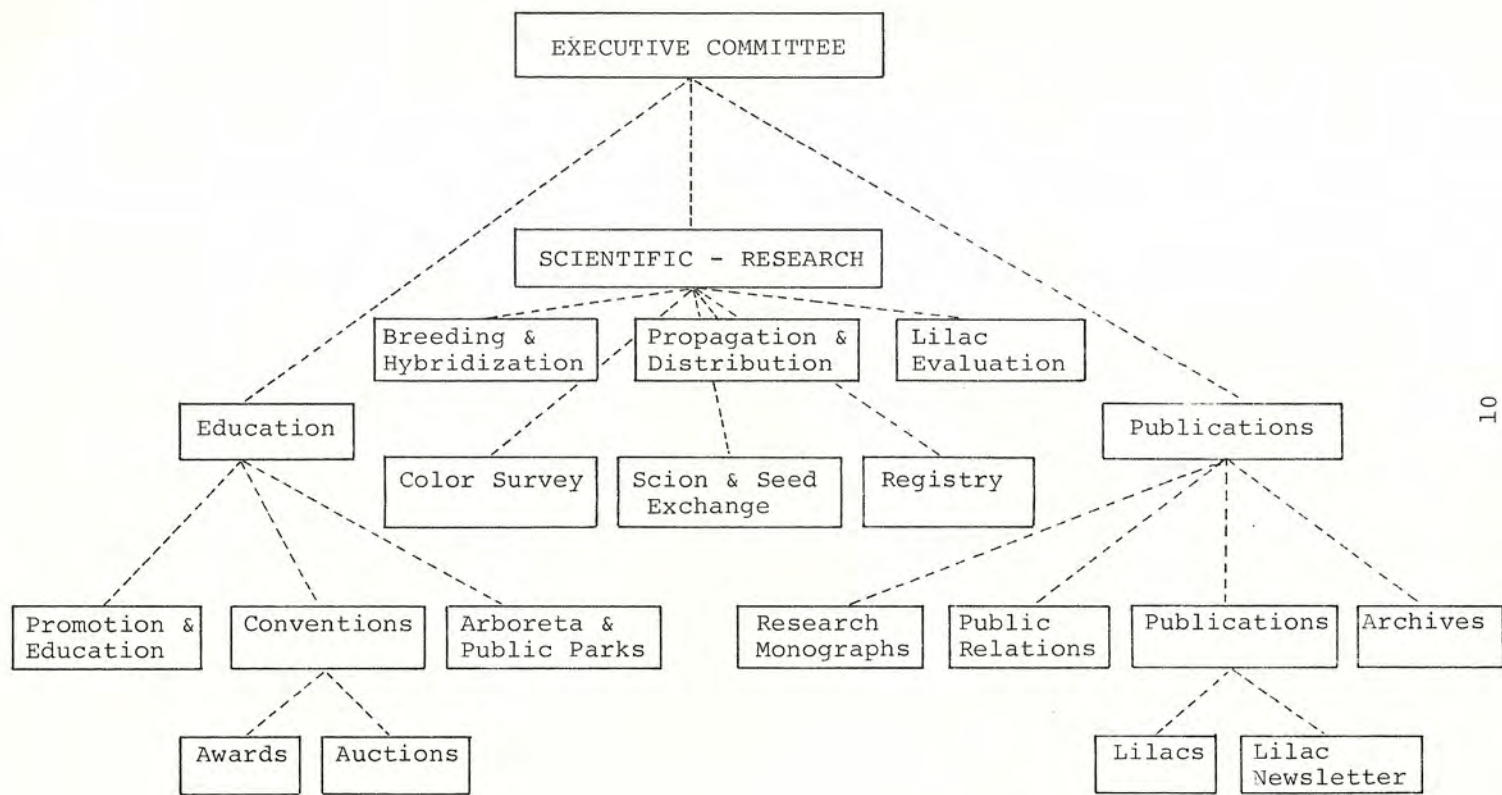 EXECUTIVE COMMITTEE
SCIENTIFIC - RESEARCH
Breeding &
Hybridization
Propagation &
Distribution
Lilac
Evaluation
Education
Publications
10
Color Survey
Scion & Seed
Exchange
Registry
Promotion &
Education
Conventions
Arboreta &
Public Parks
Research
Monographs
Public
Relations
Publications
Archives
Awards
Auctions
Lilacs
Lilac
Newsletter